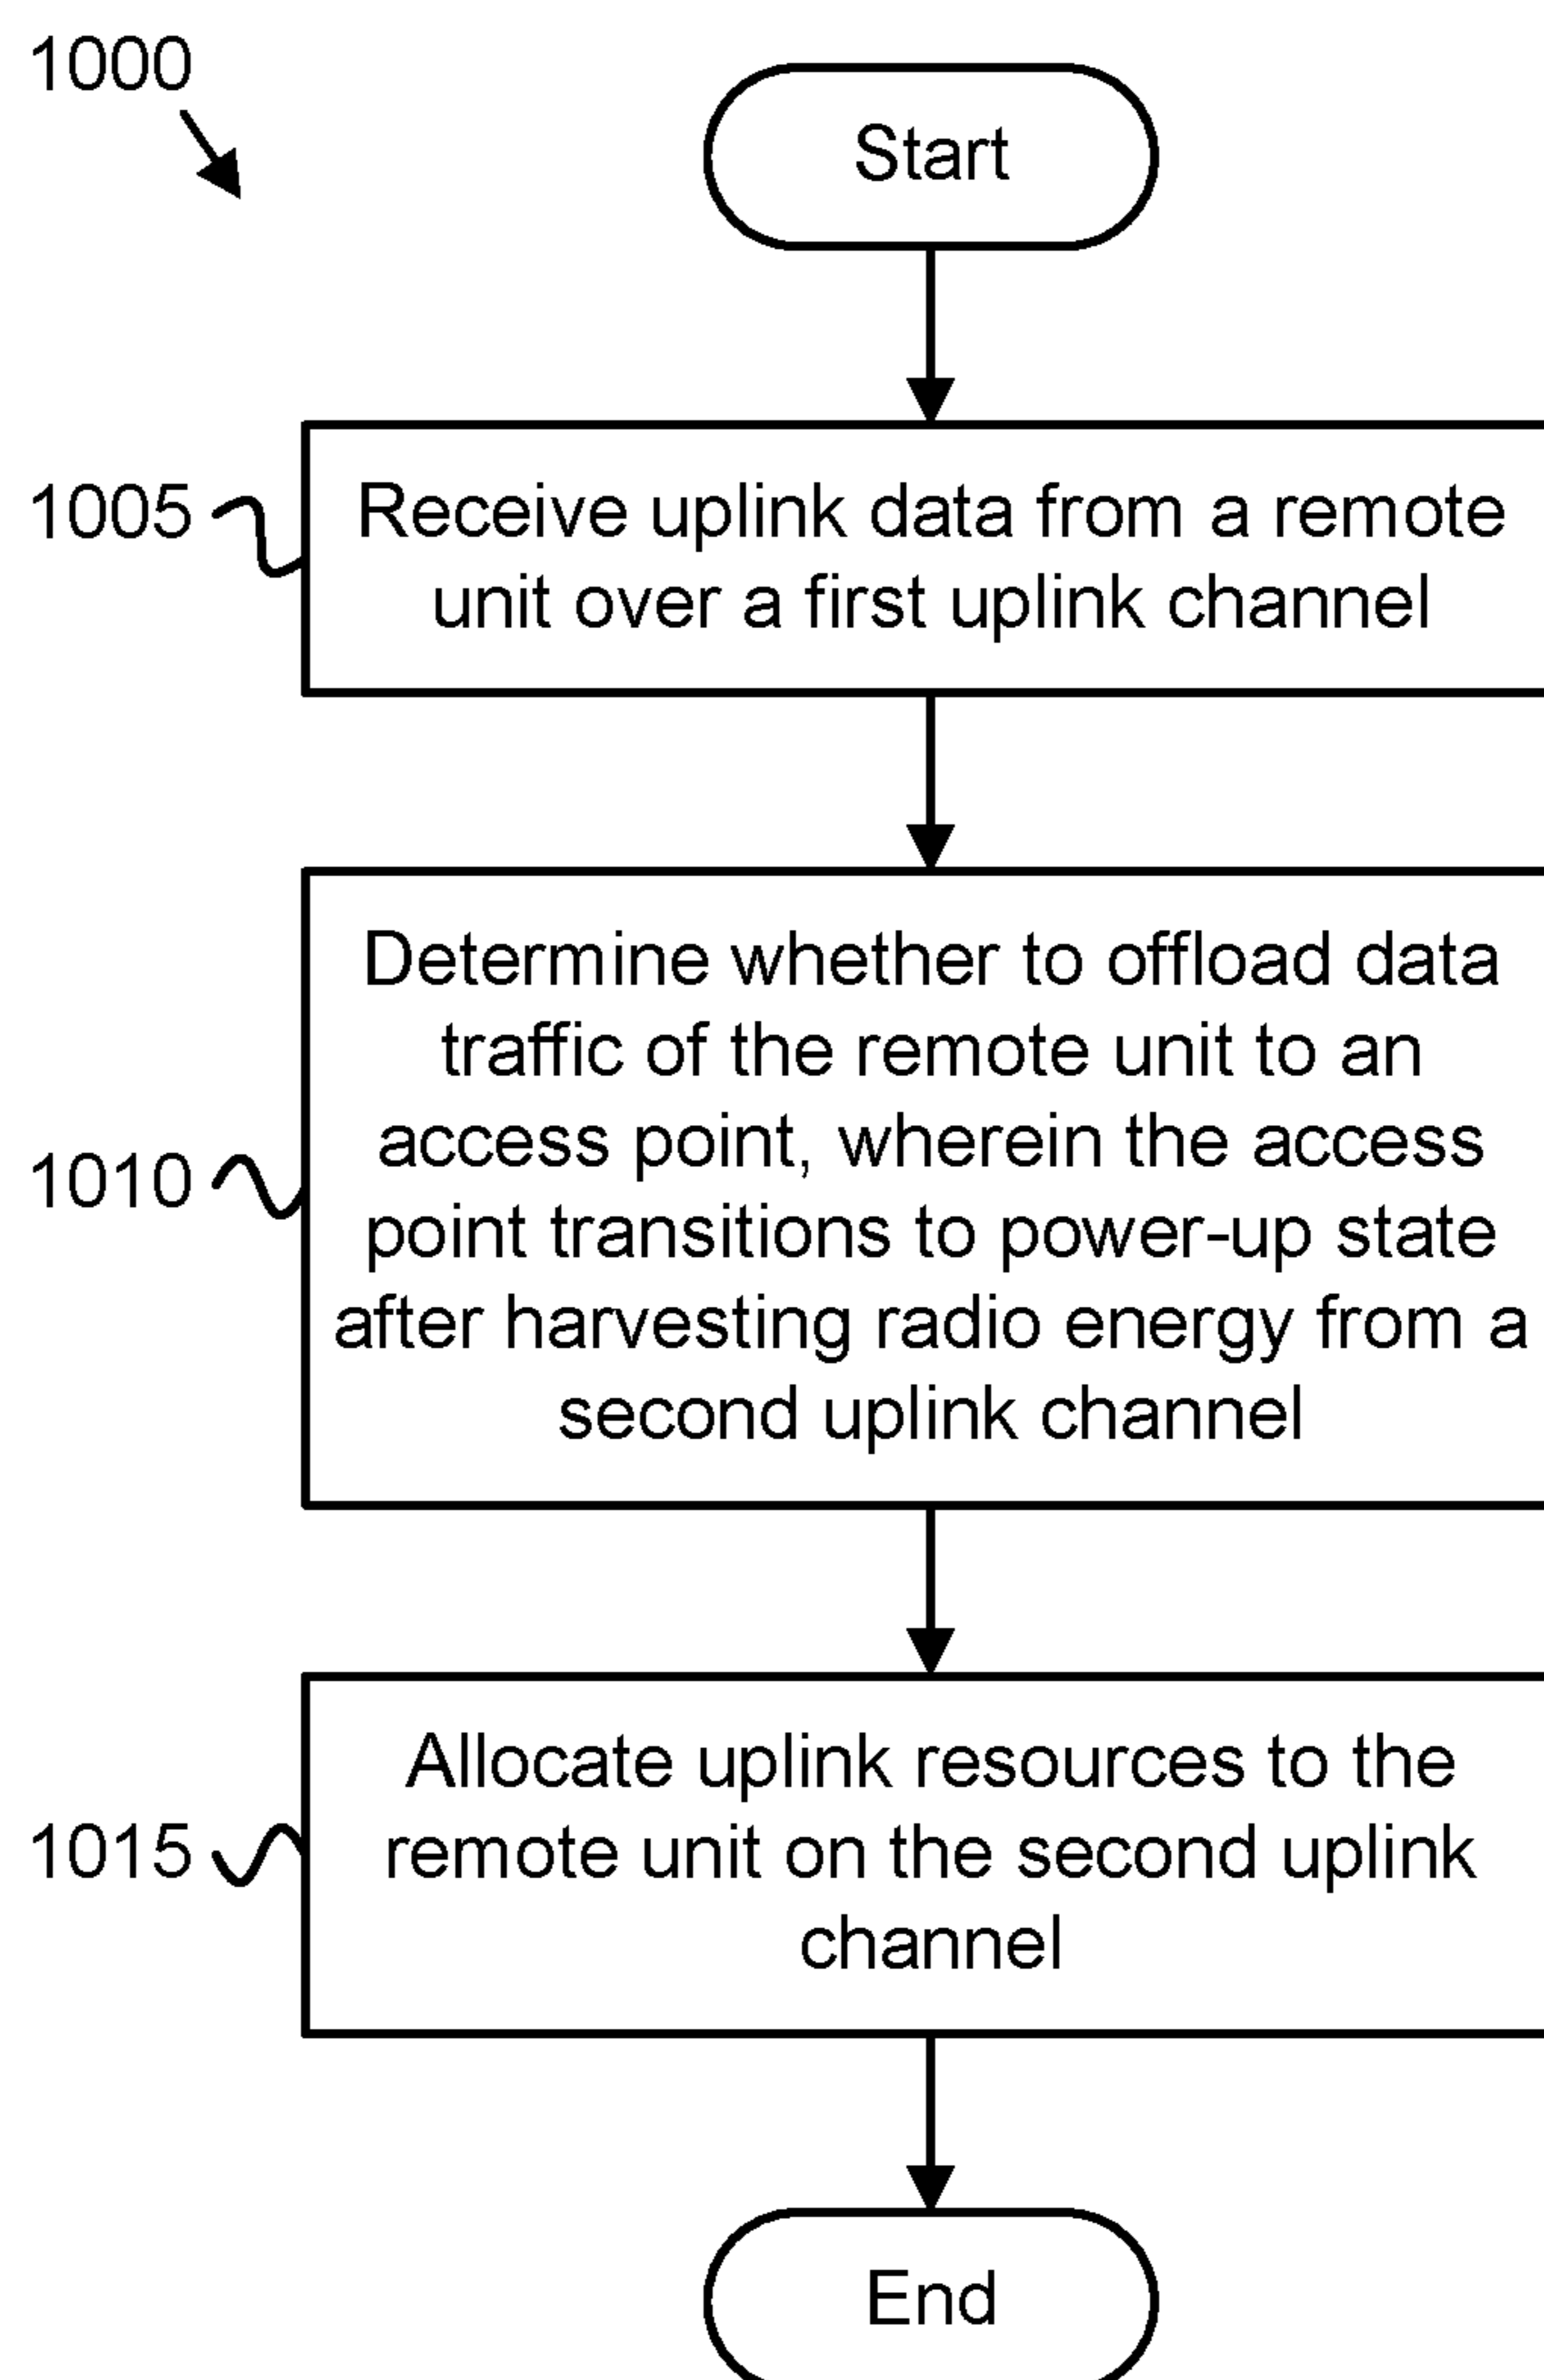 1000
Start
1005
Receive uplink data from a remote
unit over a first uplink channel
1010
Determine whether to offload data
traffic of the remote unit to an
access point, wherein the access
point transitions to power-up state
after harvesting radio energy from a
second uplink channel
1015
Allocate uplink resources to the
remote unit on the second uplink
channel
End